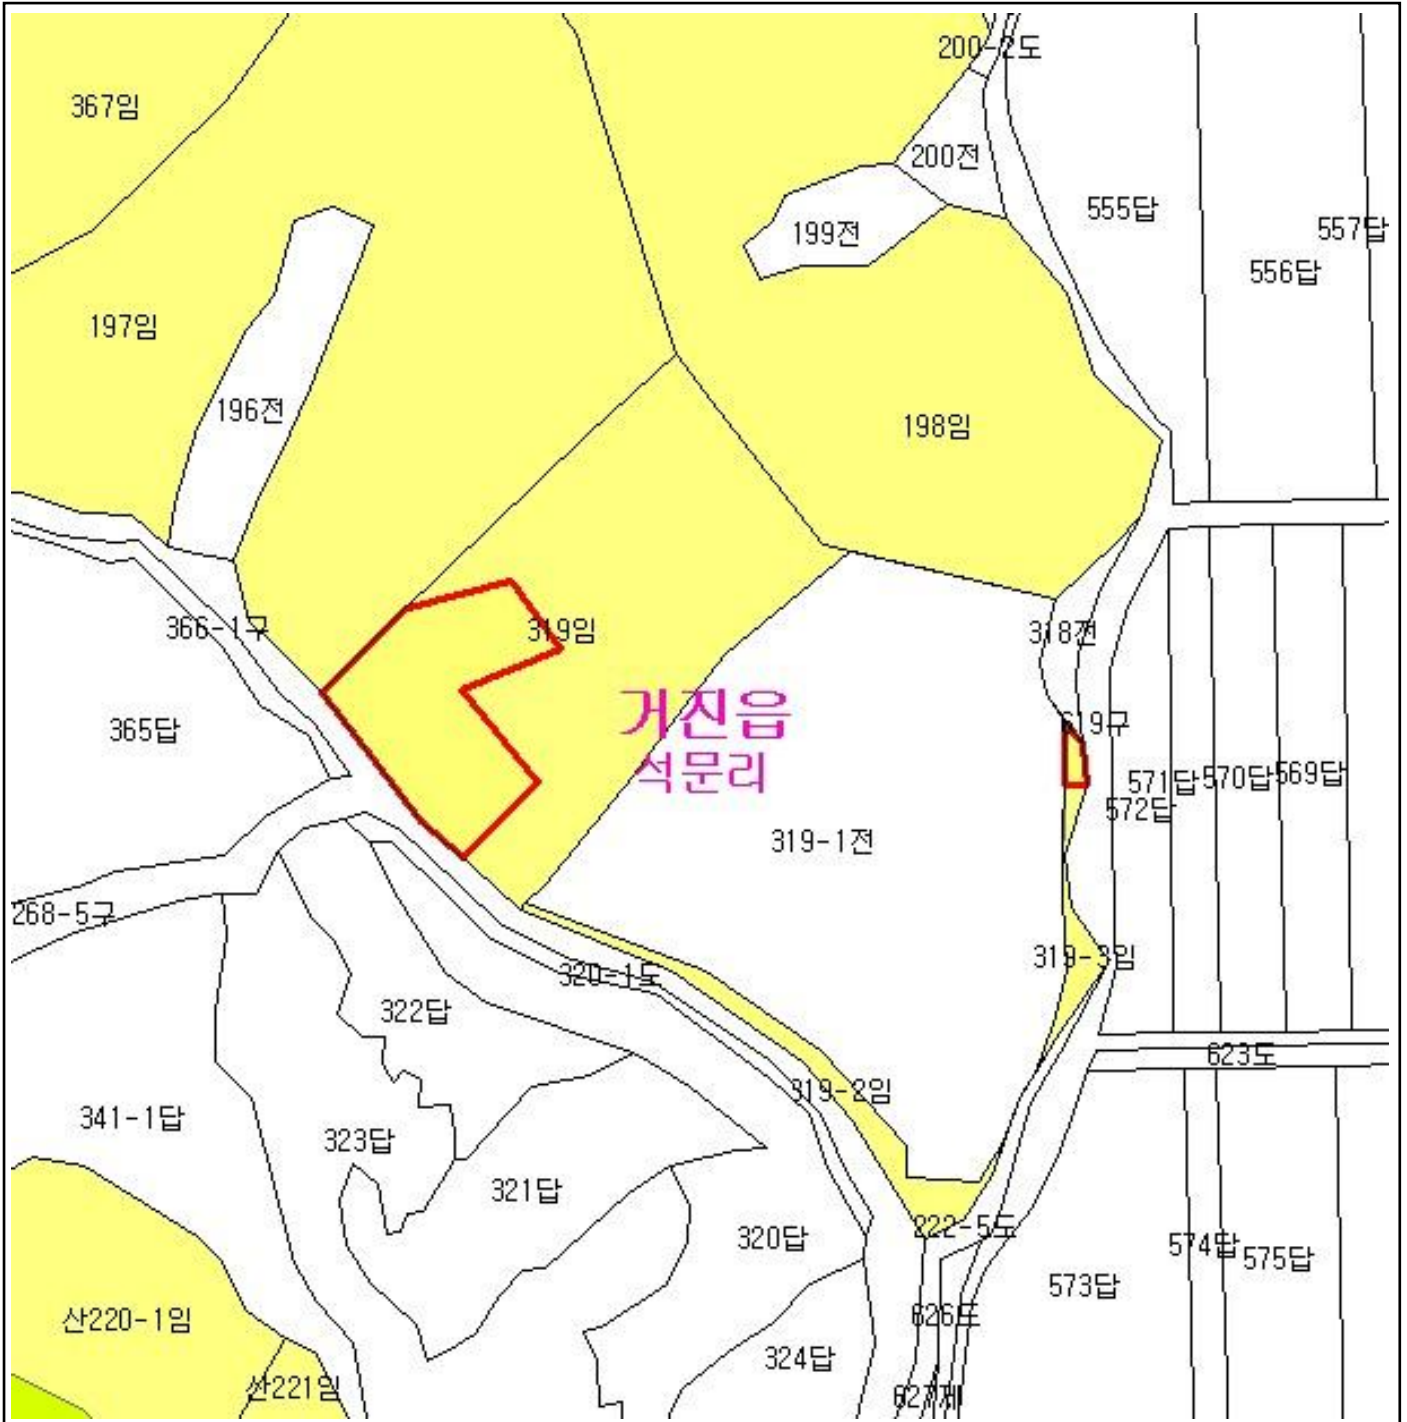 200-2도
367임
200전
555답
199전
557답
556답
197임
196전
198임
366-1구
319임
318전
거진읍
619구
365답
석문리
571답
570답
569답
572답
319-1전
268-5구
319-3임
320-1도
322답
623도
319-2임
341-1답
323답
321답
222-5도
320답
574답
575답
573답
산220-1임
626도
324답
산221임
627제